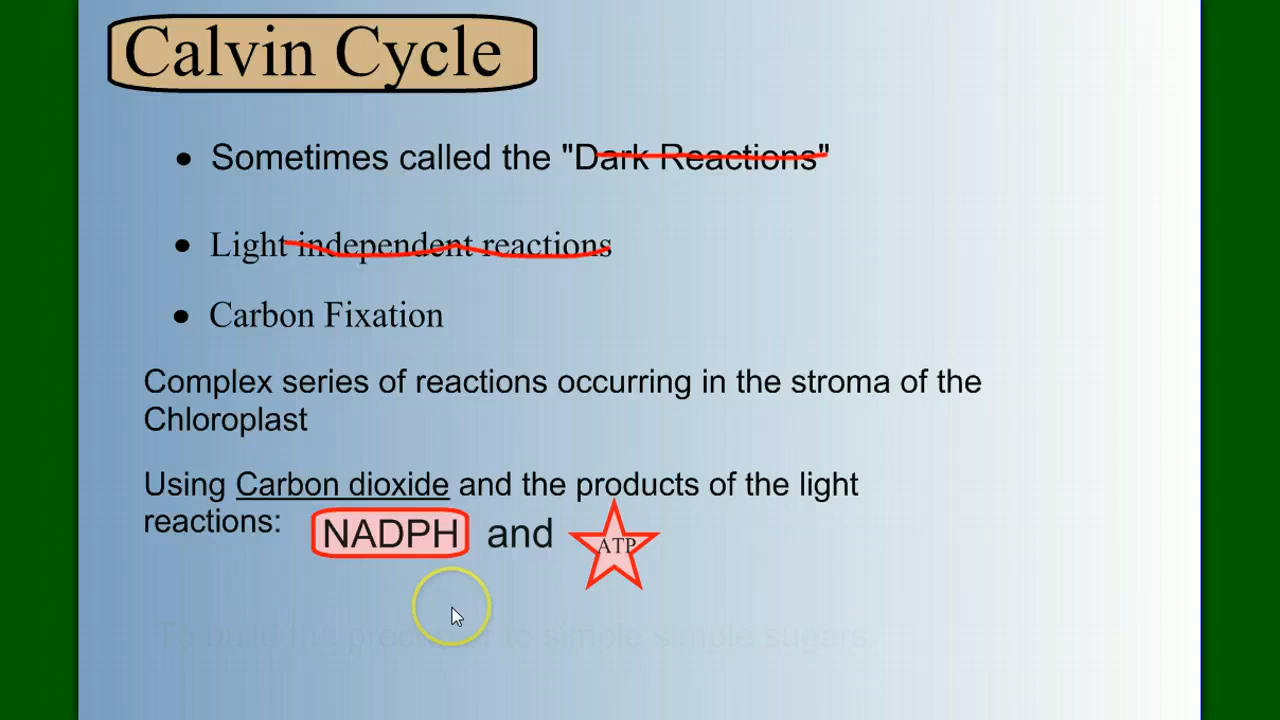 Calvin Cycle
• Sometimes called the "Dark Reactions"
• Light independent reactions
• Carbon Fixation
Complex series of reactions occurring in the stroma of the
Chloroplast
Using Carbon dioxide and the products of the light
reactions:
NADPH and ATP
To build the precursor to simple simple sugars